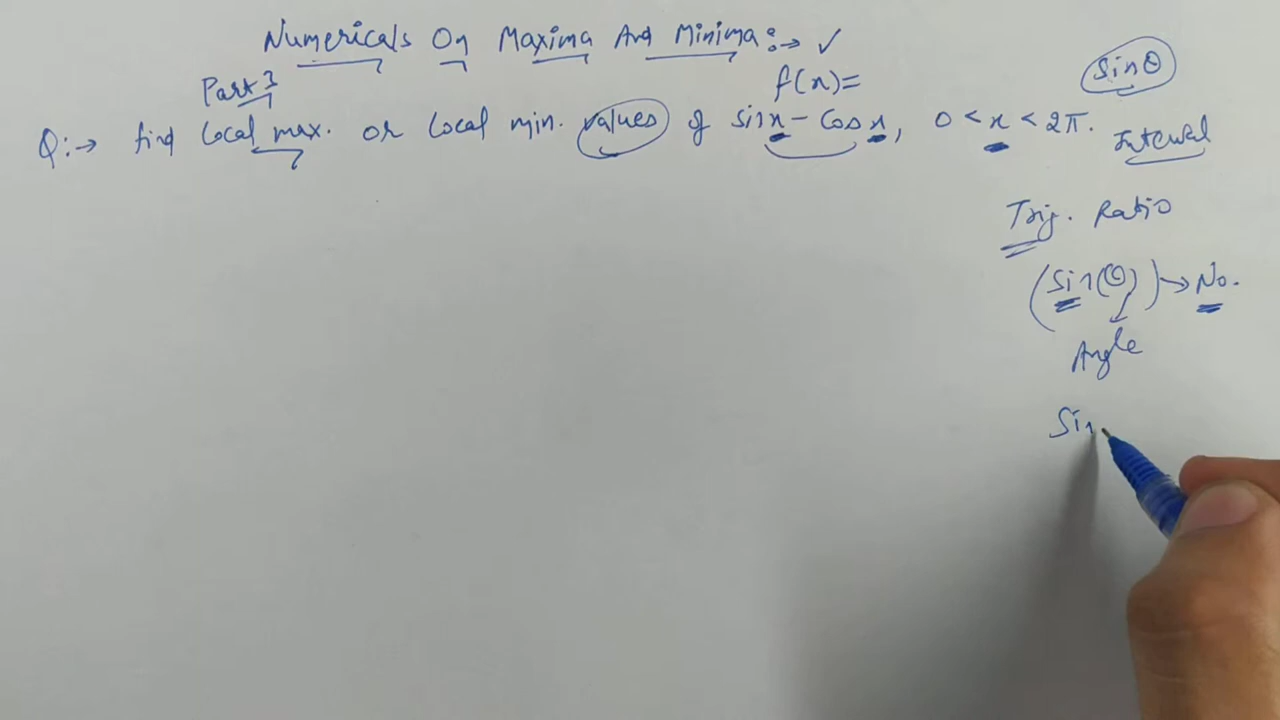 Numericals On Maxima And Minima :→ ✓
Part 3
f(x)=
sinθ
Q:→ find local max. or local min. values of sinx - cosx, 0 < x < 2π.
Interval
Trig. Ratio
(Sin(θ)) → No.
Angle
Sin